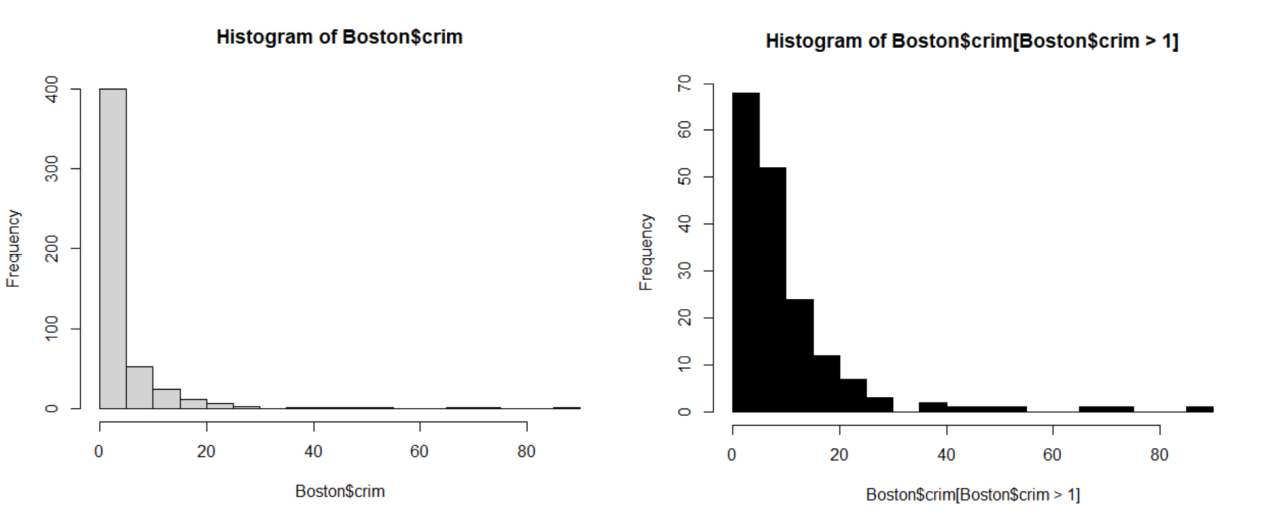 Histogram of Boston$crim
400
300
200
100
0
Frequency
0 20 40 60 80
Boston$crim
Histogram of Boston$crim[Boston$crim > 1]
70
60
50
40
30
20
10
0
Frequency
0 20 40 60 80
Boston$crim[Boston$crim > 1]